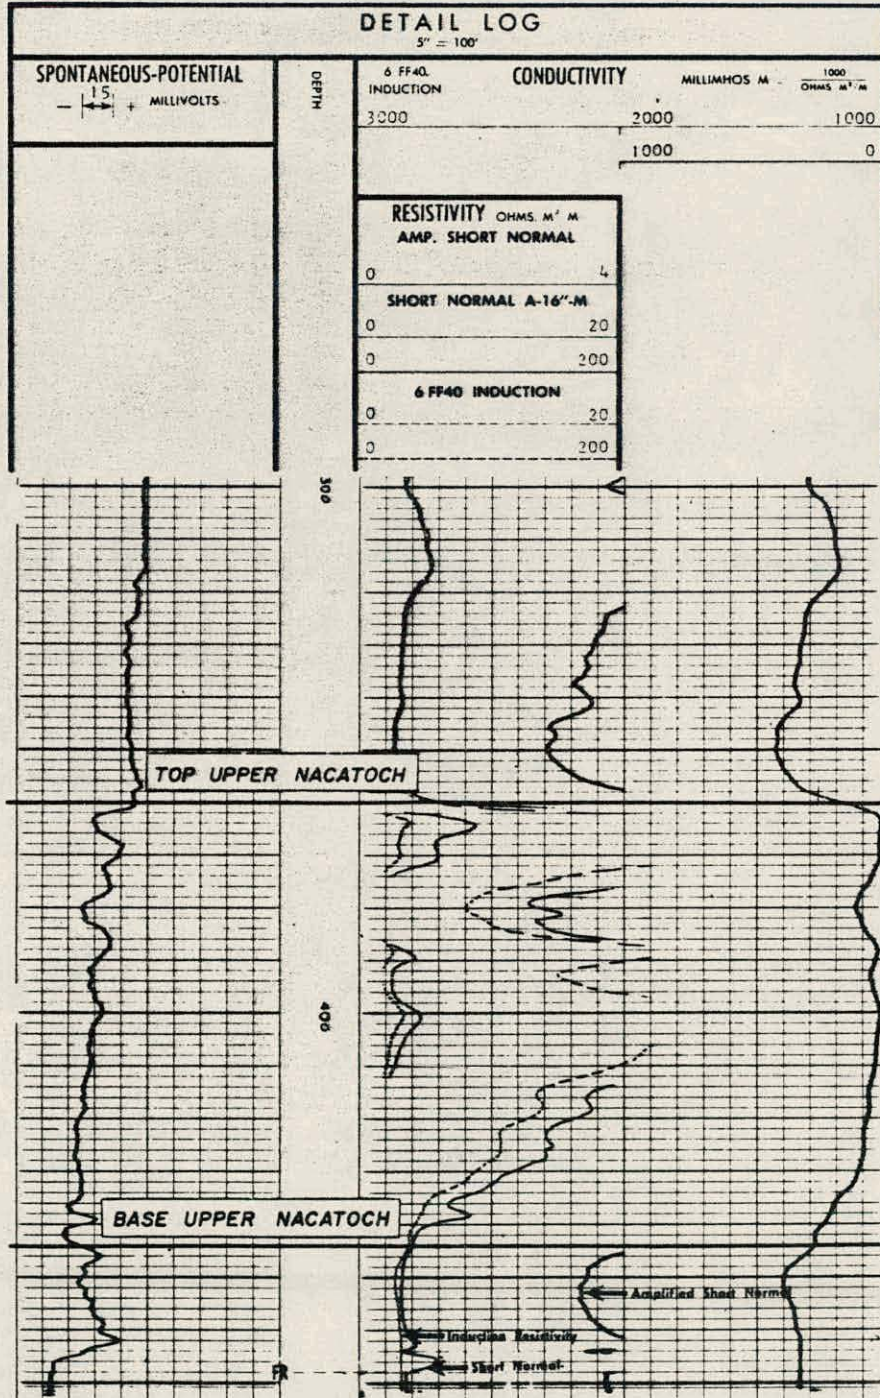 DETAIL LOG
5" = 100'
SPONTANEOUS-POTENTIAL
15
- + MILLIVOLTS
DEPTH
6 FF40
INDUCTION
CONDUCTIVITY
MILLIMHOS M
1000
OHMS M² M
3000 2000 1000
1000 0
RESISTIVITY OHMS. M² M
AMP. SHORT NORMAL
0 4
SHORT NORMAL A-16"-M
0 20
0 200
6 FF40 INDUCTION
0 20
0 200
300
TOP UPPER NACATOCH
400
BASE UPPER NACATOCH
Amplified Short Normal
Induction Resistivity
Short Normal
FR